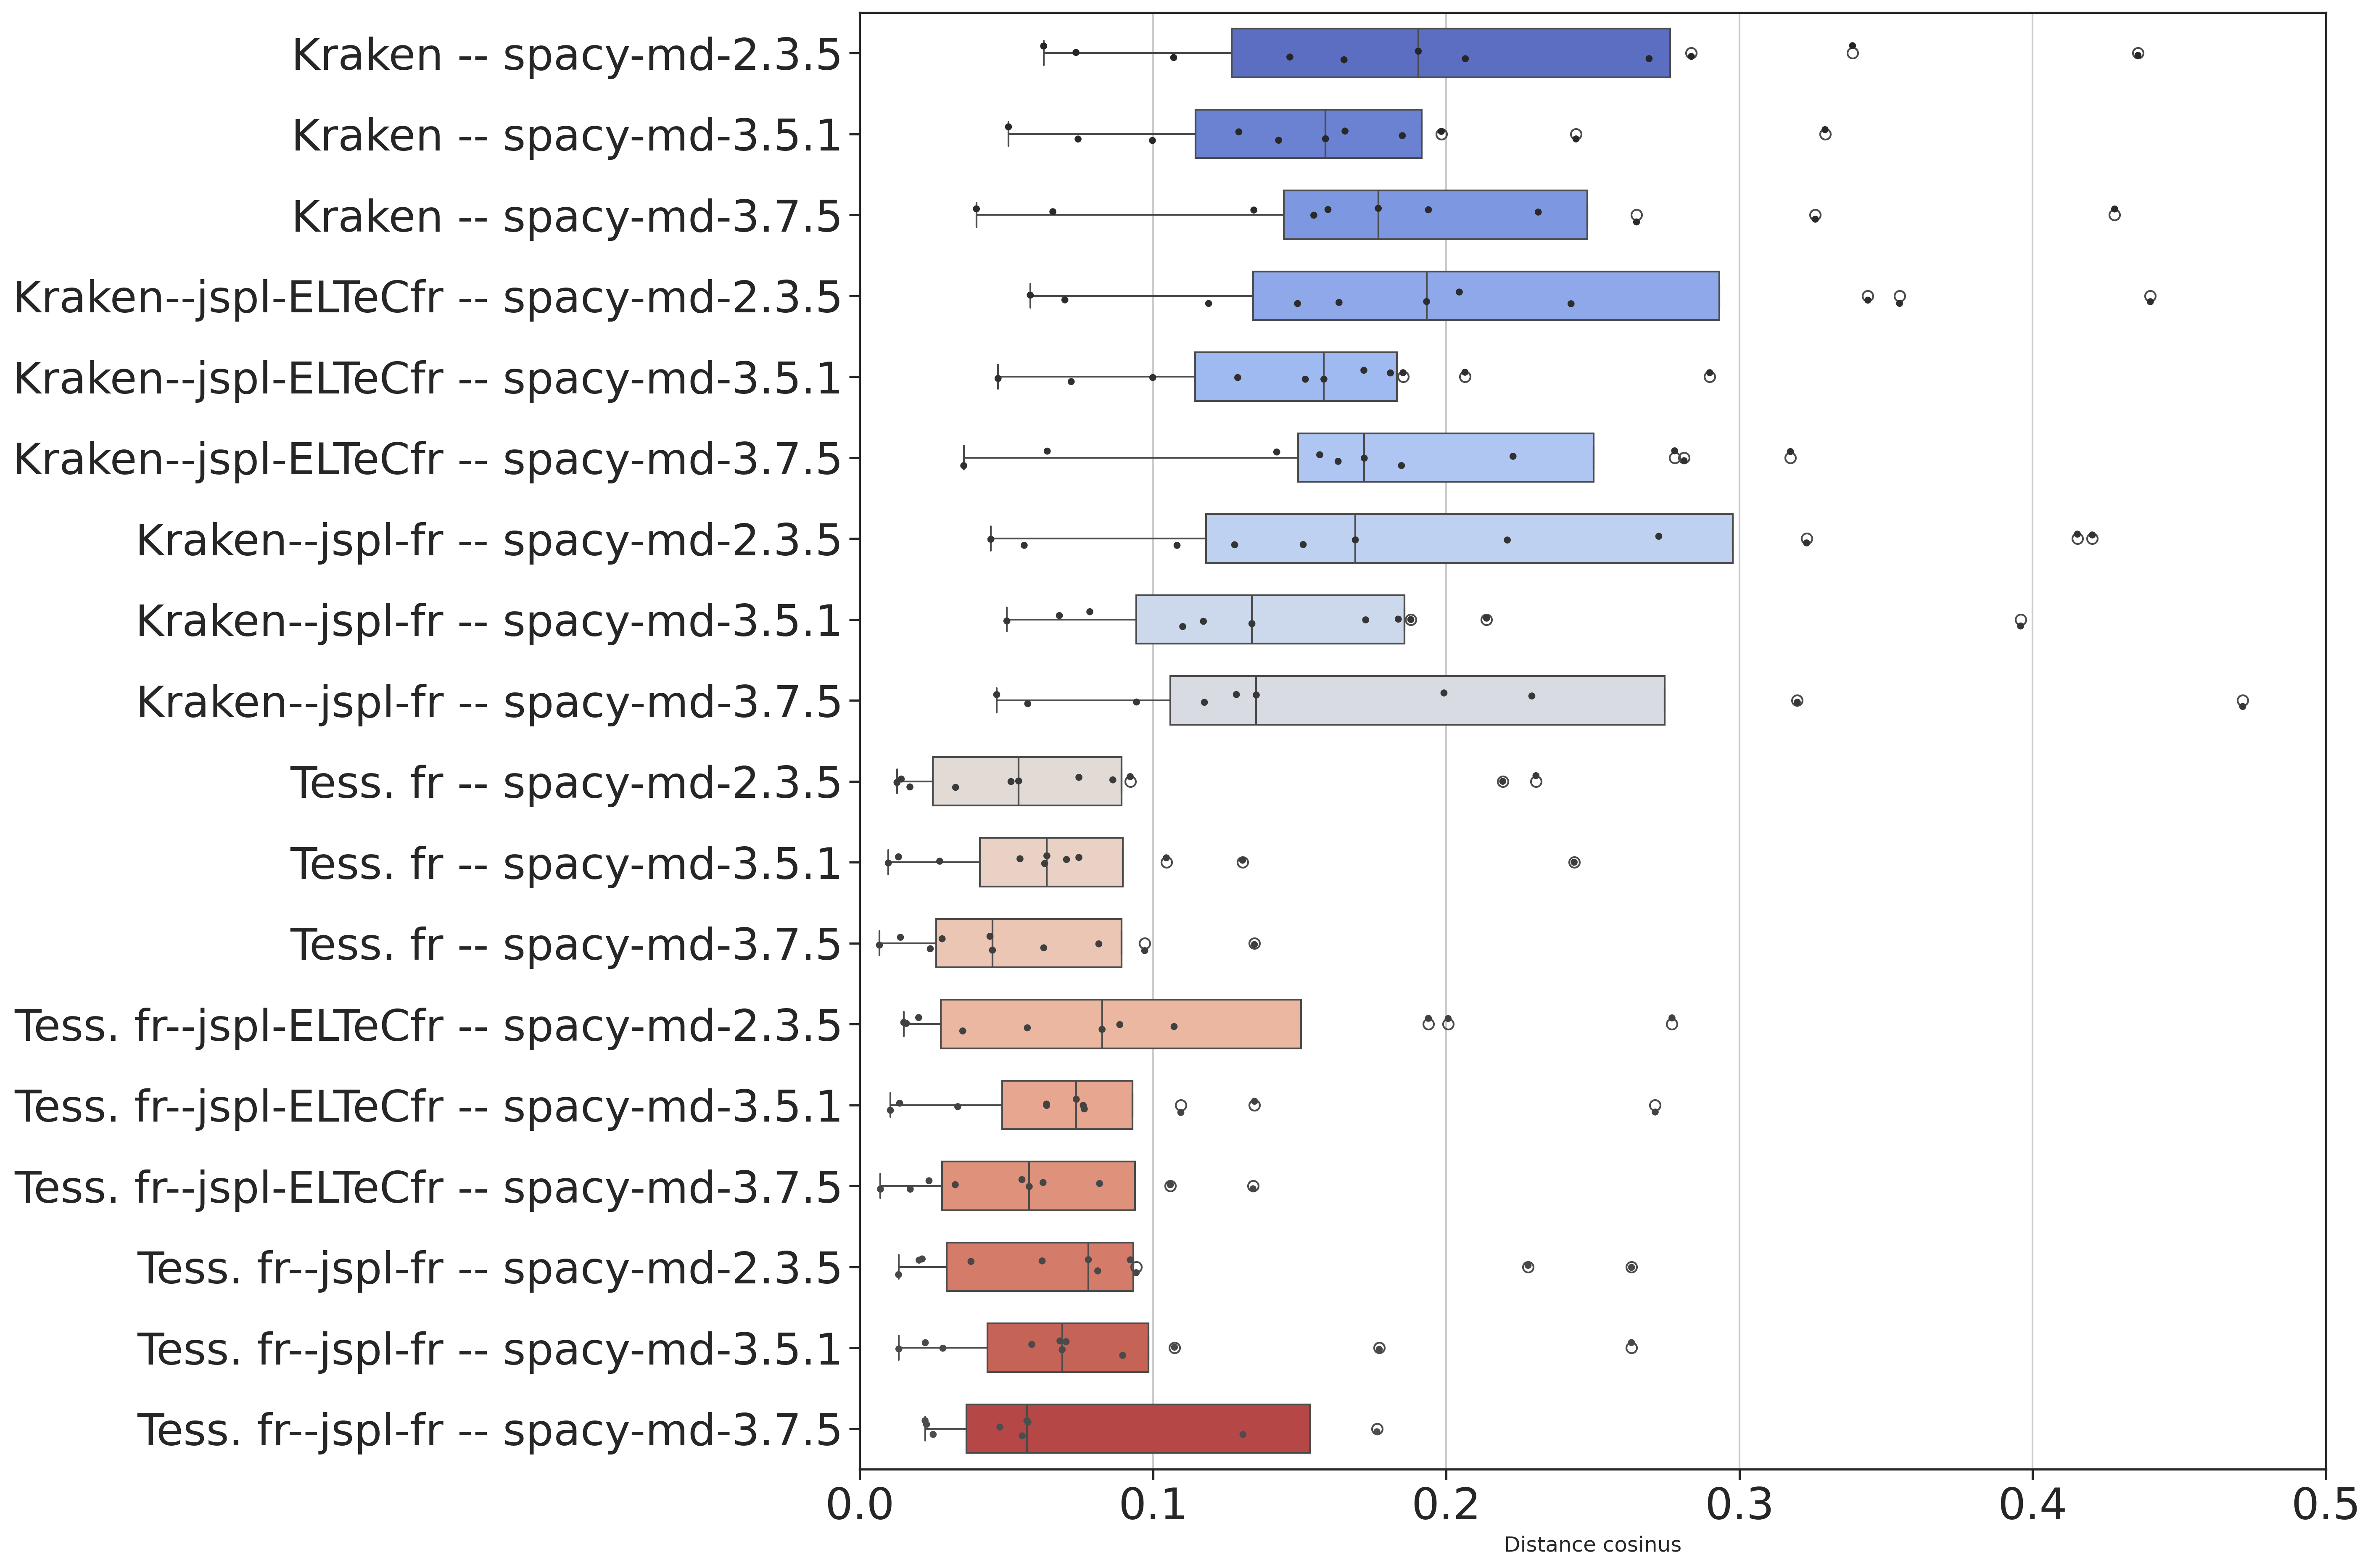 Kraken -- spacy-md-2.3.5
Kraken -- spacy-md-3.5.1
Kraken -- spacy-md-3.7.5
Kraken--jspl-ELTeCfr -- spacy-md-2.3.5
Kraken--jspl-ELTeCfr -- spacy-md-3.5.1
Kraken--jspl-ELTeCfr -- spacy-md-3.7.5
Kraken--jspl-fr -- spacy-md-2.3.5
Kraken--jspl-fr -- spacy-md-3.5.1
Kraken--jspl-fr -- spacy-md-3.7.5
Tess. fr -- spacy-md-2.3.5
Tess. fr -- spacy-md-3.5.1
Tess. fr -- spacy-md-3.7.5
Tess. fr--jspl-ELTeCfr -- spacy-md-2.3.5
Tess. fr--jspl-ELTeCfr -- spacy-md-3.5.1
Tess. fr--jspl-ELTeCfr -- spacy-md-3.7.5
Tess. fr--jspl-fr -- spacy-md-2.3.5
Tess. fr--jspl-fr -- spacy-md-3.5.1
Tess. fr--jspl-fr -- spacy-md-3.7.5
0.0 0.1 0.2 0.3 0.4 0.5
Distance cosinus